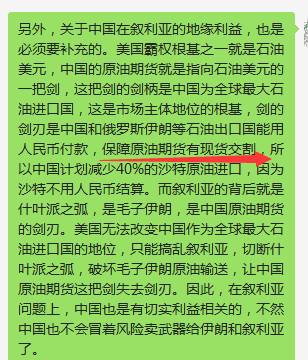 另外，关于中国在叙利亚的地缘利益，也是
必须要补充的。美国霸权根基之一就是石油
美元，中国的原油期货就是指向石油美元的
一把剑，这把剑的剑柄是中国为全球最大石
油进口国，这是市场主体地位的根基，剑的
剑刃是中国和俄罗斯伊朗等石油出口国能用
人民币付款，保障原油期货有现货交割，所
以中国计划减少40%的沙特原油进口，因为
沙特不用人民币结算。而叙利亚的背后就是
什叶派之弧，是毛子伊朗，是中国原油期货
的剑刃。美国无法改变中国作为全球最大石
油进口国的地位，只能搞乱叙利亚，切断什
叶派之弧，破坏毛子伊朗原油输送，让中国
原油期货这把剑失去剑刃。因此，在叙利亚
问题上，中国也是有切实利益相关的，不然
中国也不会冒着风险卖武器给伊朗和叙利亚
了。